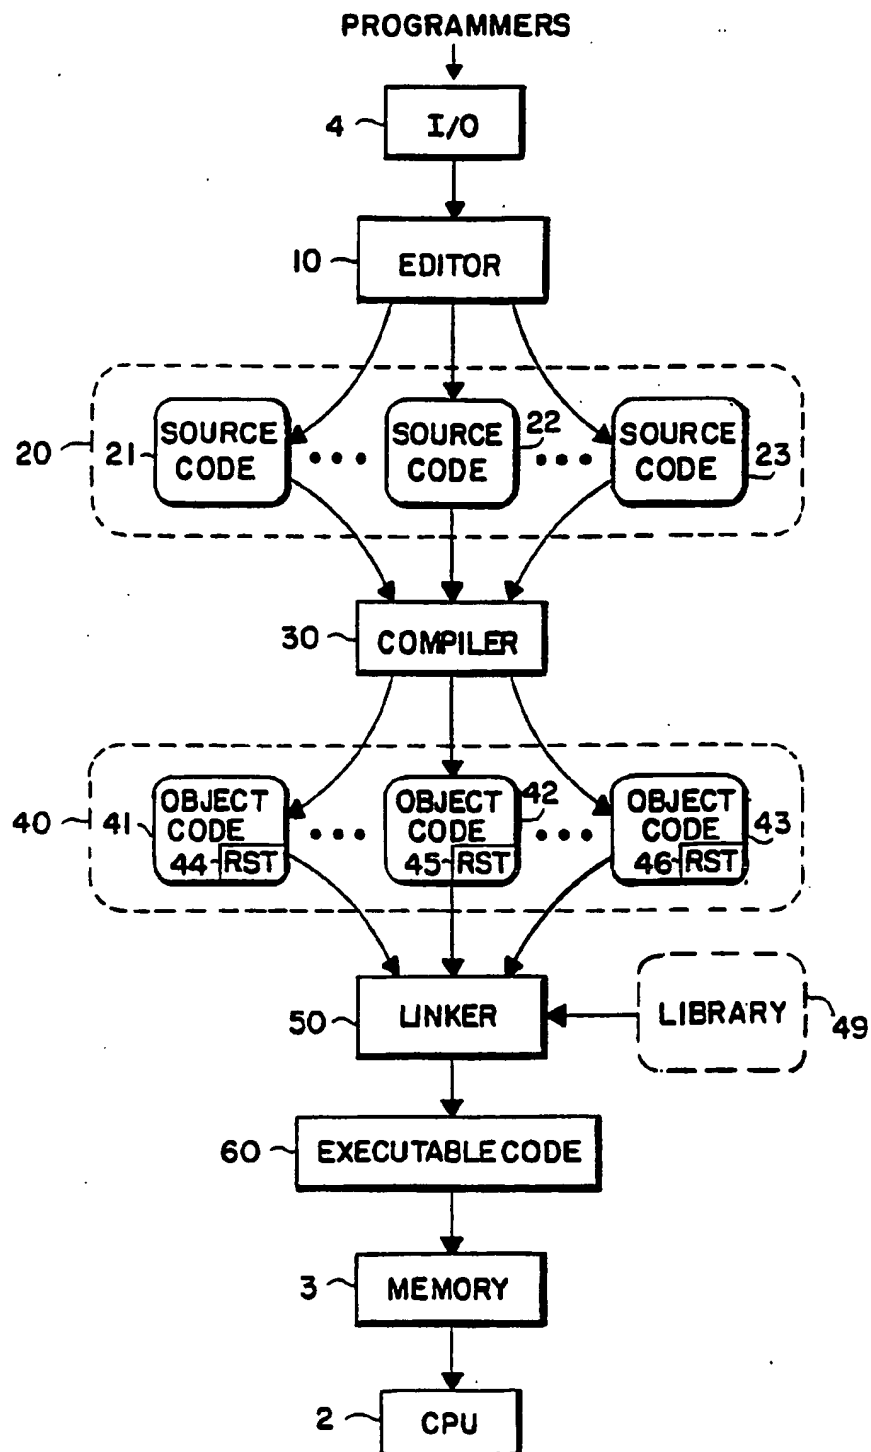 PROGRAMMERS
4 I/O
10 EDITOR
20 21 SOURCE CODE
SOURCE CODE 22
SOURCE CODE 23
30 COMPILER
40 41 OBJECT CODE
44 RST
OBJECT CODE 42
45 RST
OBJECT CODE 43
46 RST
50 LINKER
LIBRARY 49
60 EXECUTABLE CODE
3 MEMORY
2 CPU